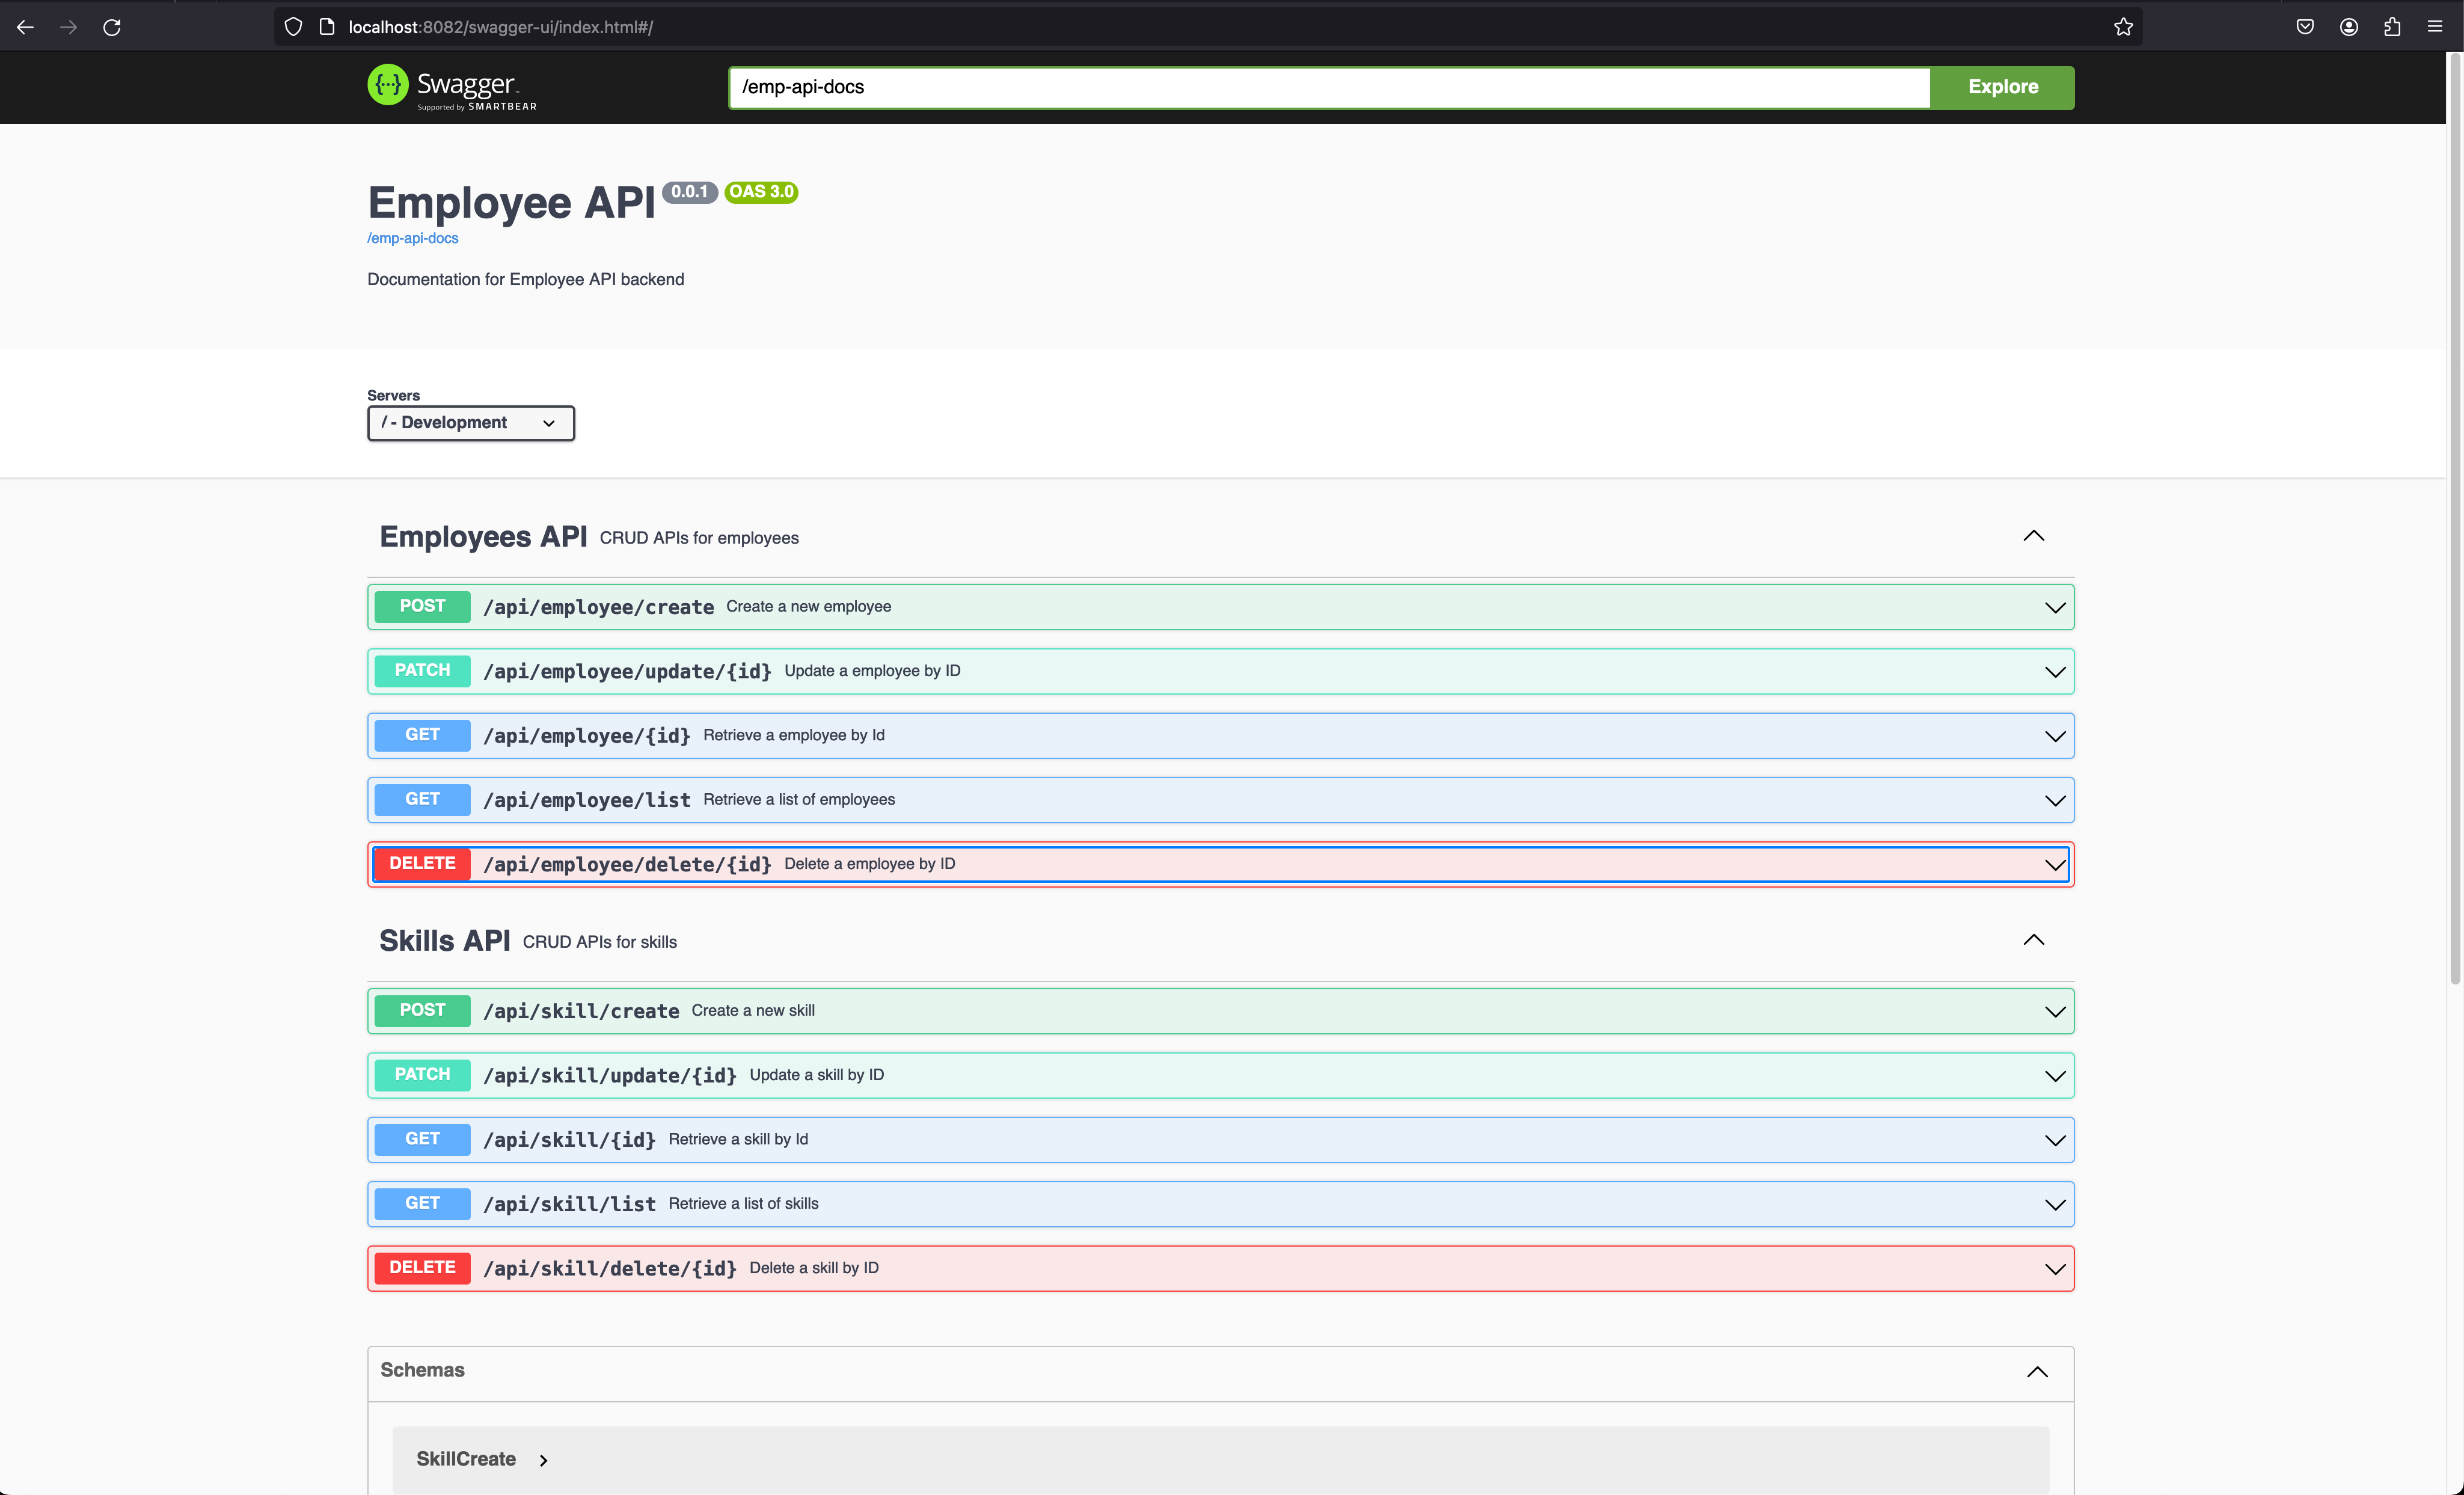 localhost:8082/swagger-ui/index.html#/
Swagger™
Supported by SMARTBEAR
/emp-api-docs
Explore
Employee API 0.0.1 OAS 3.0
/emp-api-docs
Documentation for Employee API backend
Servers
/ - Development
Employees API CRUD APIs for employees
POST /api/employee/create Create a new employee
PATCH /api/employee/update/{id} Update a employee by ID
GET /api/employee/{id} Retrieve a employee by Id
GET /api/employee/list Retrieve a list of employees
DELETE /api/employee/delete/{id} Delete a employee by ID
Skills API CRUD APIs for skills
POST /api/skill/create Create a new skill
PATCH /api/skill/update/{id} Update a skill by ID
GET /api/skill/{id} Retrieve a skill by Id
GET /api/skill/list Retrieve a list of skills
DELETE /api/skill/delete/{id} Delete a skill by ID
Schemas
SkillCreate